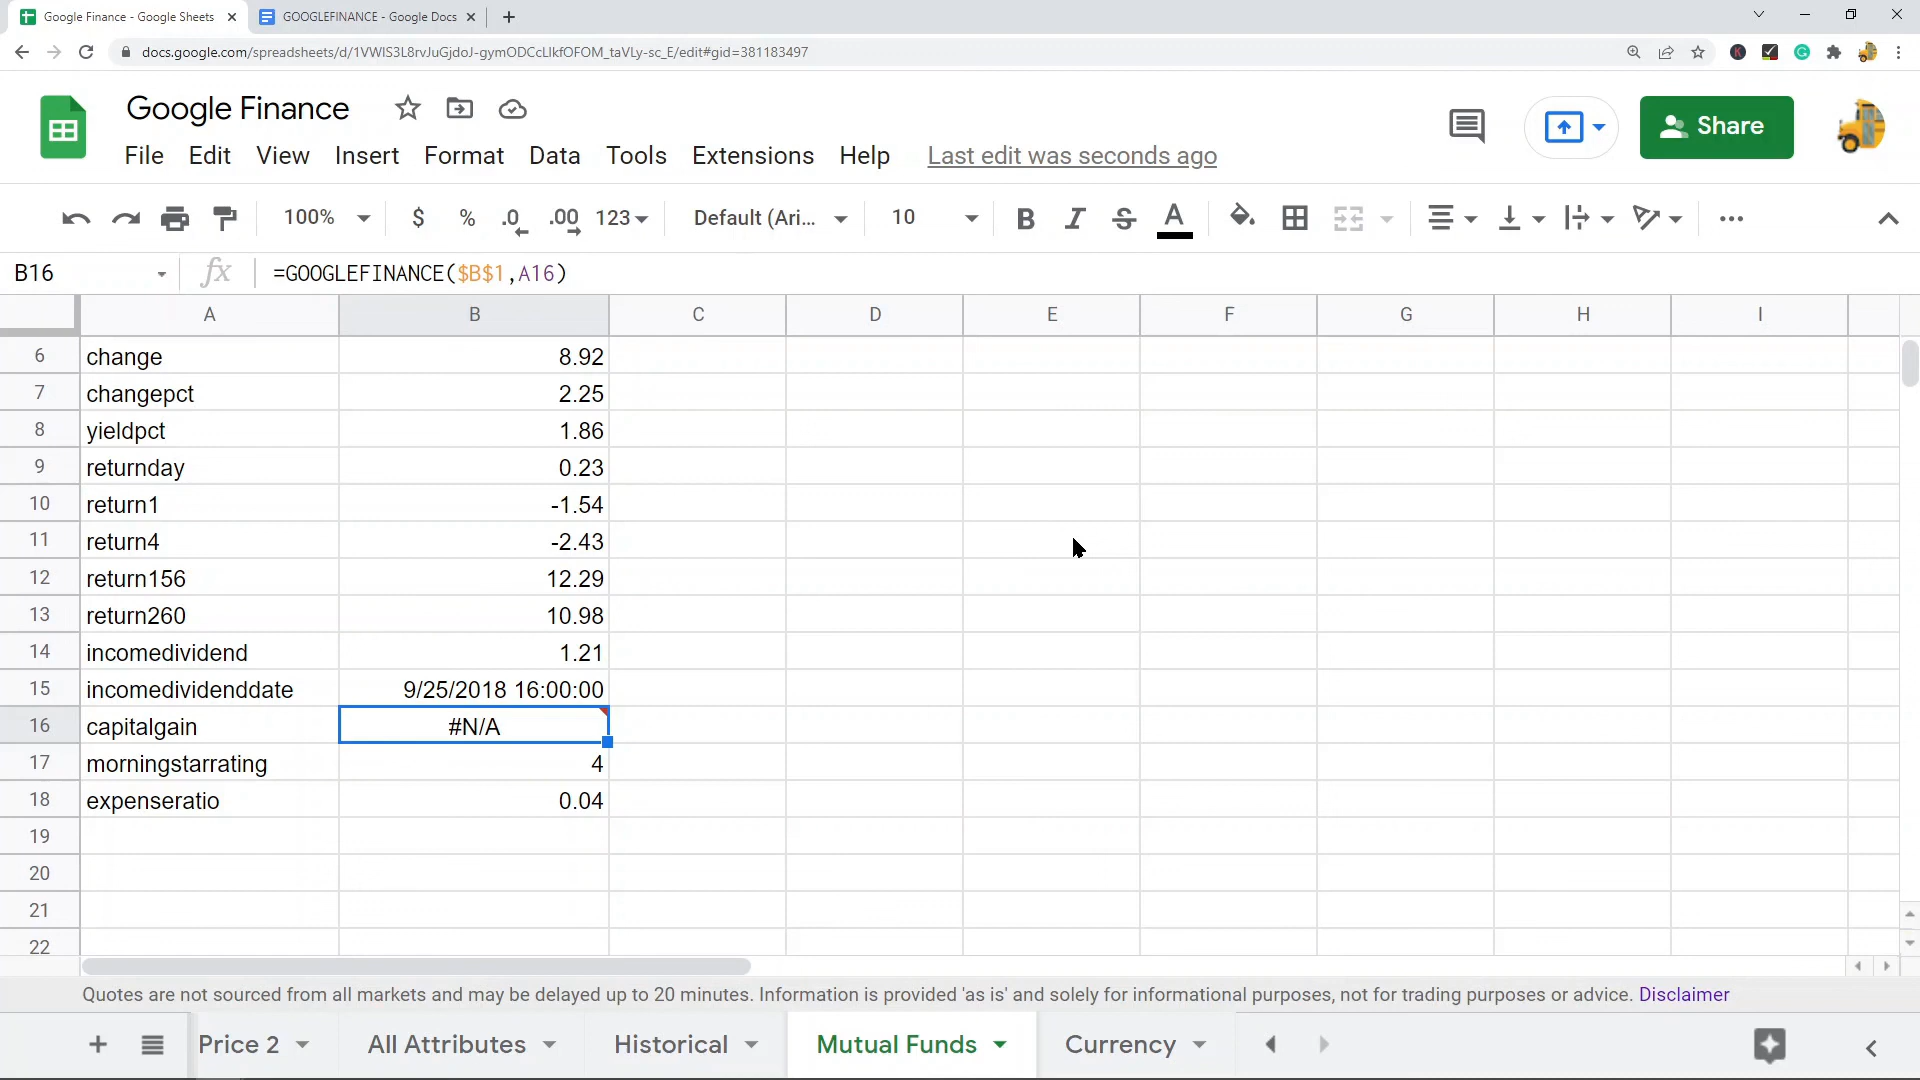 Google Finance - Google Sheets
GOOGLEFINANCE - Google Docs
docs.google.com/spreadsheets/d/1VWIS3L8rvJuGjdoJ-gymODCcLIkfOFOM_taVLy-sc_E/edit#gid=381183497
Google Finance
Share
File Edit View Insert Format Data Tools Extensions Help Last edit was seconds ago
100% $ % .0 .00 123 Default (Ari... 10 B I S A
B16 fx =GOOGLEFINANCE($B$1,A16)
A B C D E F G H I
6 change 8.92
7 changepct 2.25
8 yieldpct 1.86
9 returnday 0.23
10 return1 -1.54
11 return4 -2.43
12 return156 12.29
13 return260 10.98
14 incomedividend 1.21
15 incomedividenddate 9/25/2018 16:00:00
16 capitalgain #N/A
17 morningstarrating 4
18 expenseratio 0.04
19
20
21
22
Quotes are not sourced from all markets and may be delayed up to 20 minutes. Information is provided 'as is' and solely for informational purposes, not for trading purposes or advice. Disclaimer
Price 2 All Attributes Historical Mutual Funds Currency